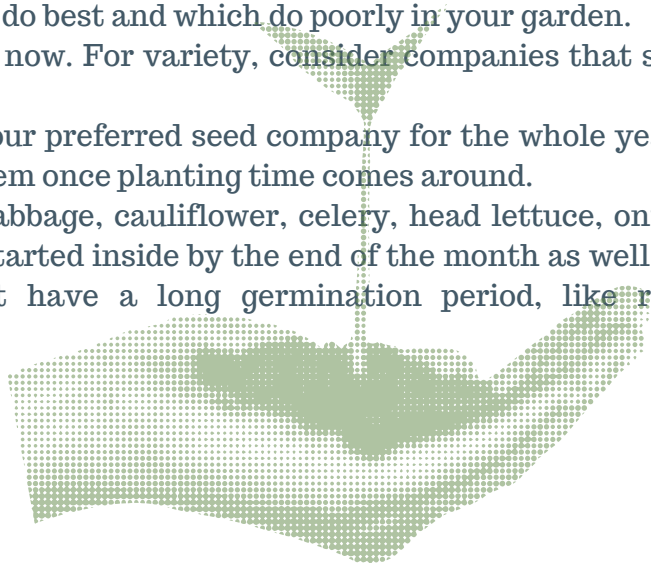 do best and which do poorly in your garden.
now. For variety, consider companies that s
ur preferred seed company for the whole ye
em once planting time comes around.
abbage, cauliflower, celery, head lettuce, on
tarted inside by the end of the month as well
t have a long germination period, like r